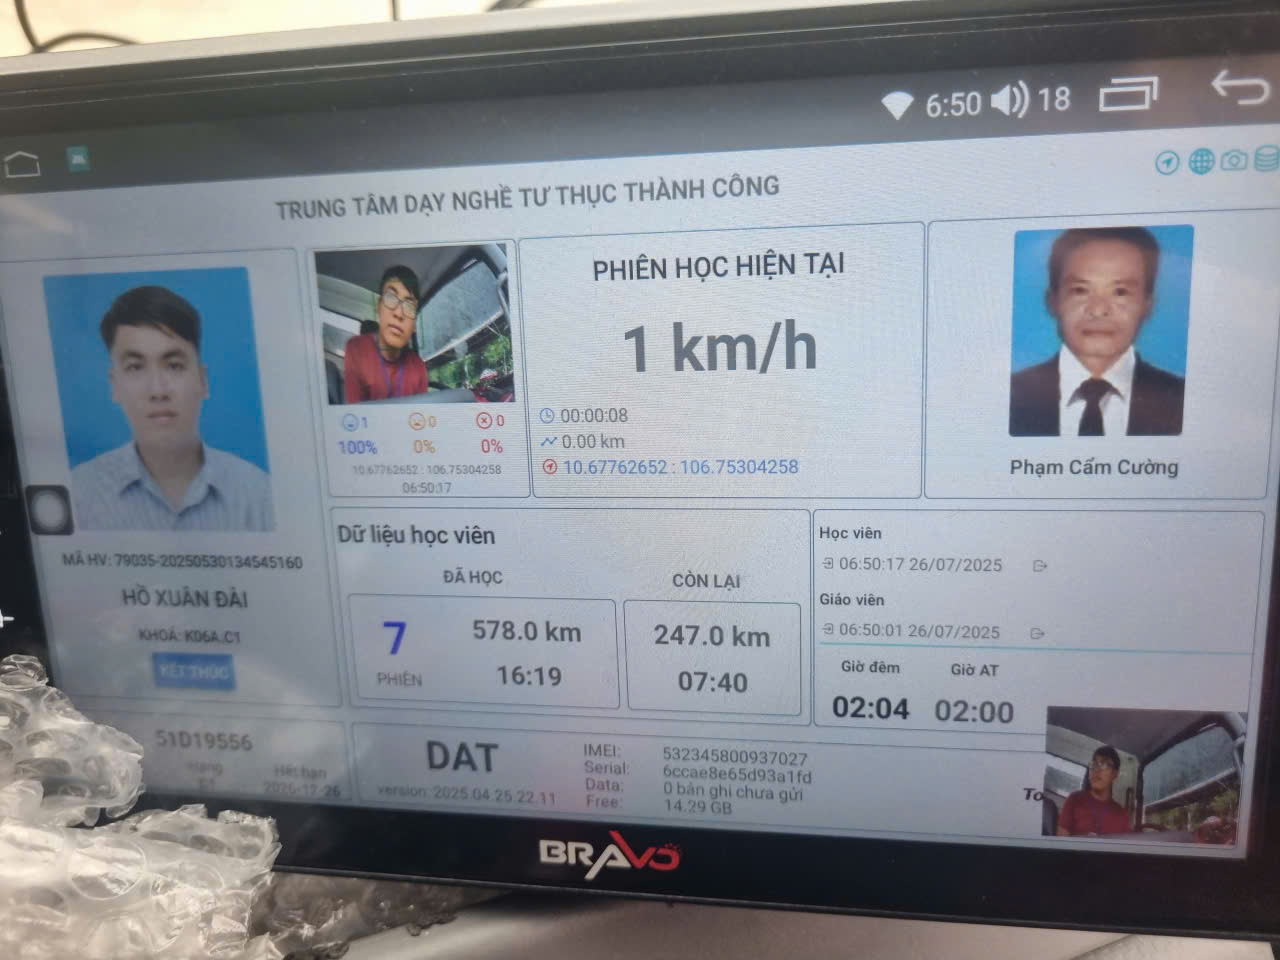 6:50 18
TRUNG TÂM DẠY NGHỀ TƯ THỤC THÀNH CÔNG
MÃ HV: 79035-20250530134545160
HỒ XUÂN ĐÀI
KHOÁ: K06A.C1
KẾT THÚC
1 0 0
100% 0% 0%
10.67762652 : 106.75304258
06:50:17
PHIÊN HỌC HIỆN TẠI
1 km/h
00:00:08
0.00 km
10.67762652 : 106.75304258
Phạm Cẩm Cường
Dữ liệu học viên
ĐÃ HỌC
CÒN LẠI
7
PHIÊN
578.0 km
16:19
247.0 km
07:40
Học viên
06:50:17 26/07/2025
Giáo viên
06:50:01 26/07/2025
Giờ đêm Giờ AT
02:04 02:00
51D19556
Hạng Hết hạn
2026-12-26
DAT
version:2025.04.25.22.11
IMEI: 532345800937027
Serial: 6ccae8e65d93a1fd
Data: 0 bản ghi chưa gửi
Free: 14.29 GB
BRAVO